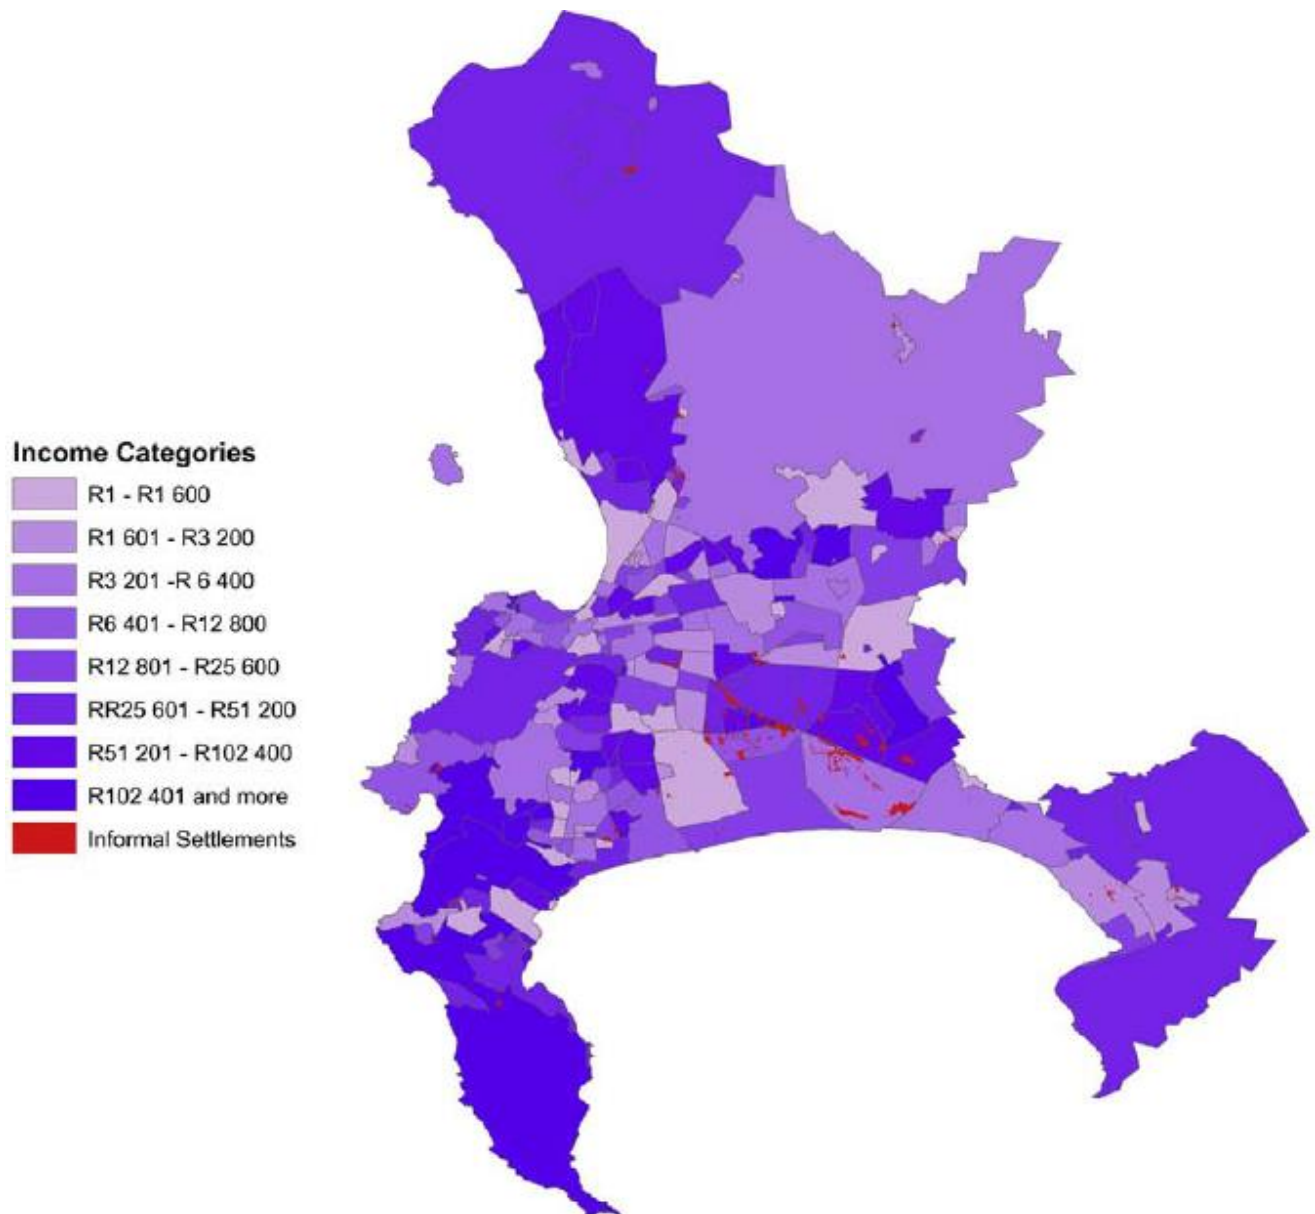 Income Categories
R1 - R1 600
R1 601 - R3 200
R3 201 -R 6 400
R6 401 - R12 800
R12 801 - R25 600
RR25 601 - R51 200
R51 201 - R102 400
R102 401 and more
Informal Settlements